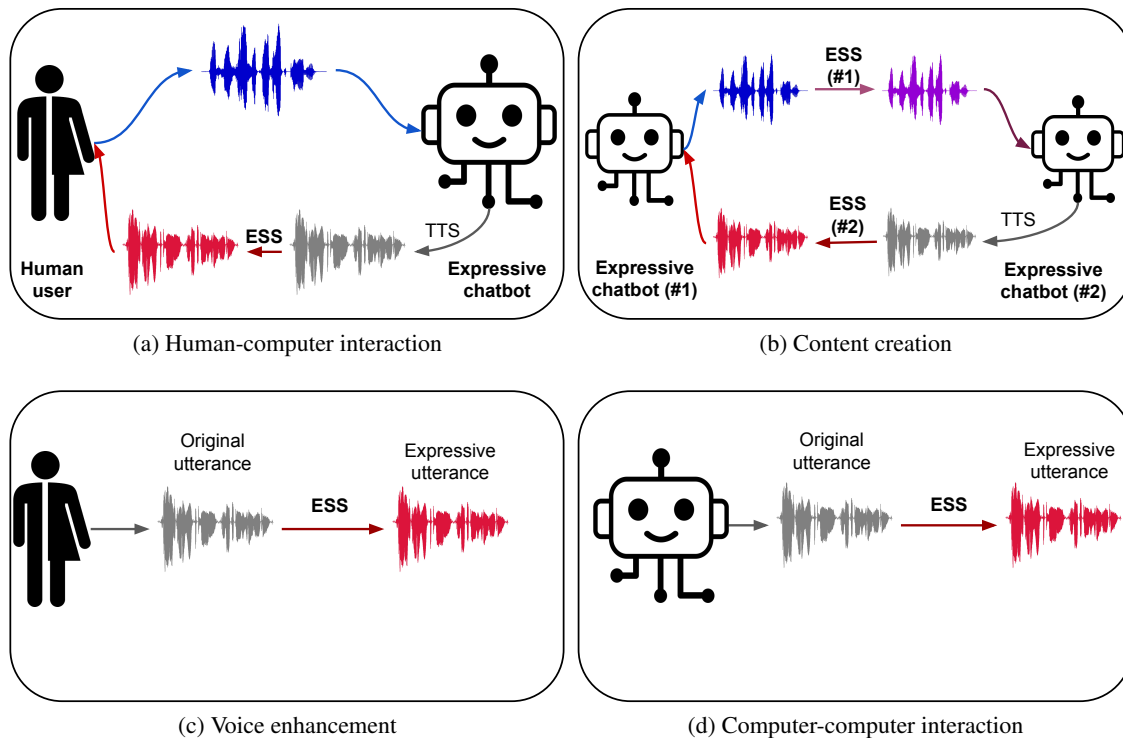 ESS
TTS
Human
user
Expressive
chatbot
(a) Human-computer interaction
ESS
(#1)
ESS
(#2)
TTS
Expressive
chatbot (#1)
Expressive
chatbot (#2)
(b) Content creation
Original
utterance
Expressive
utterance
ESS
(c) Voice enhancement
Original
utterance
Expressive
utterance
ESS
(d) Computer-computer interaction